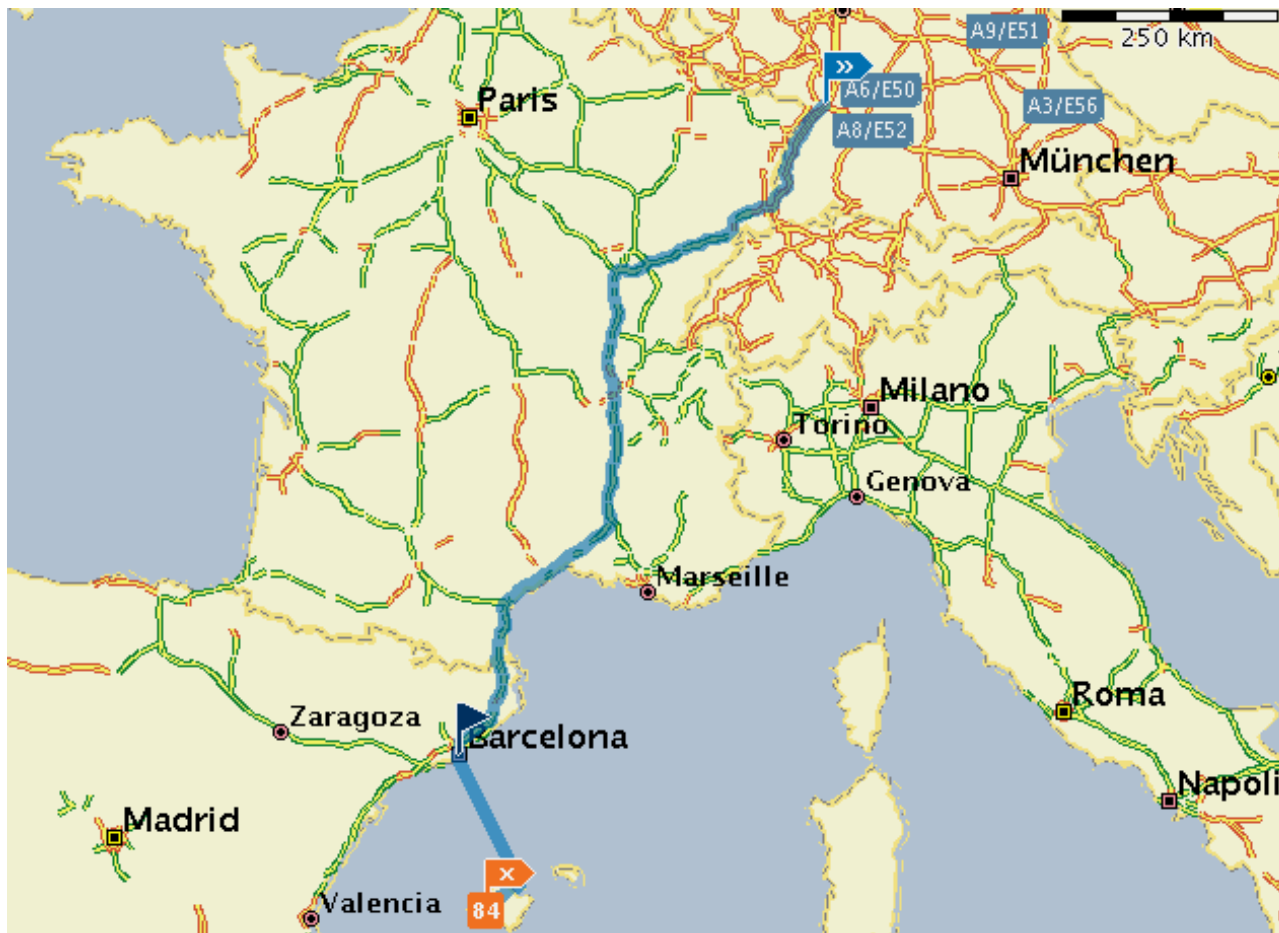 A9/E51
250 km
A6/E50
Paris
A3/E56
A8/E52
München
Milano
Torino
Genova
Marseille
Roma
Zaragoza
Barcelona
Napoli
Madrid
Valencia
84